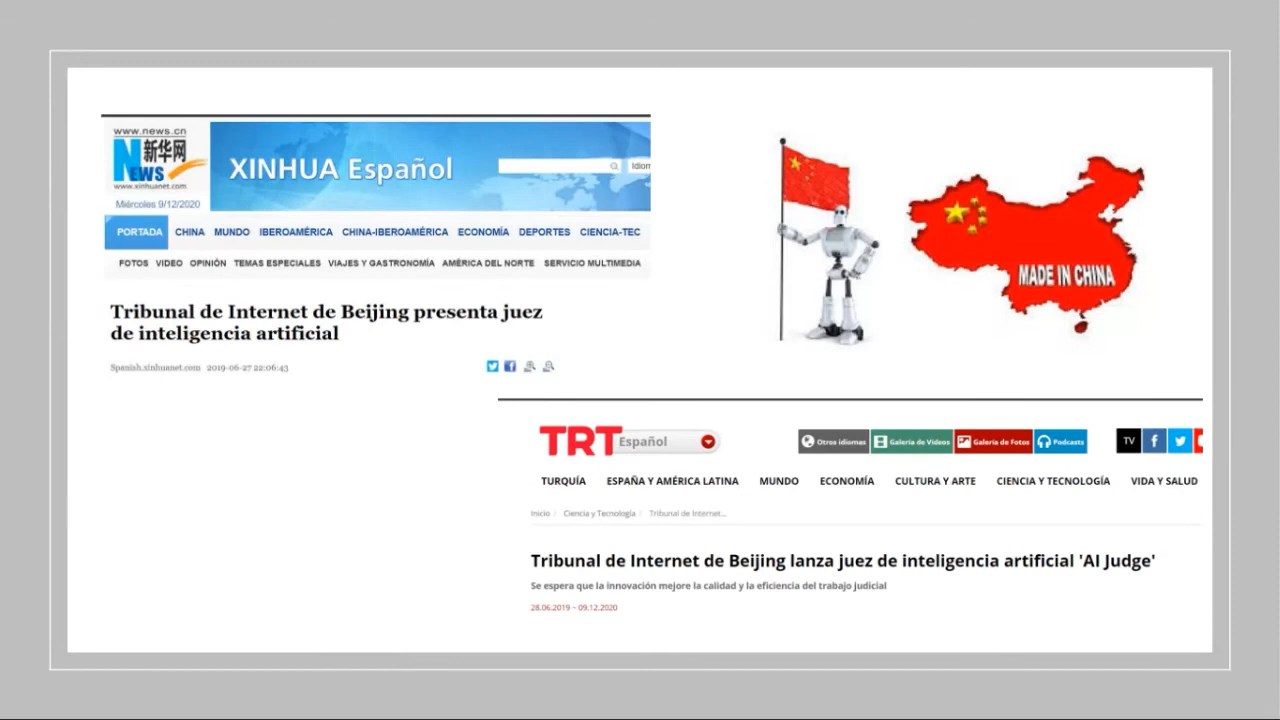 www.news.cn
新华网
NEWS
www.xinhuanet.com
XINHUA Español
Idion
Miércoles 9/12/2020
PORTADA CHINA MUNDO IBEROAMÉRICA CHINA-IBEROAMÉRICA ECONOMÍA DEPORTES CIENCIA-TEC
FOTOS VIDEO OPINIÓN TEMAS ESPECIALES VIAJES Y GASTRONOMÍA AMÉRICA DEL NORTE SERVICIO MULTIMEDIA
Tribunal de Internet de Beijing presenta juez
de inteligencia artificial
Spanish.xinhuanet.com 2019-06-27 22:06:43
MADE IN CHINA
TRT Español
Otros idiomas Galería de Vídeos Galería de Fotos Podcasts TV
TURQUÍA ESPAÑA Y AMÉRICA LATINA MUNDO ECONOMÍA CULTURA Y ARTE CIENCIA Y TECNOLOGÍA VIDA Y SALUD
Inicio / Ciencia y Tecnología / Tribunal de Internet...
Tribunal de Internet de Beijing lanza juez de inteligencia artificial 'AI Judge'
Se espera que la innovación mejore la calidad y la eficiencia del trabajo judicial
28.06.2019 ~ 09.12.2020